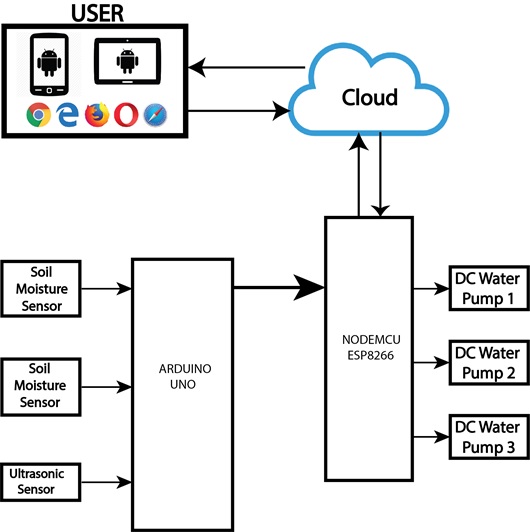 USER
Cloud
Soil
Moisture
Sensor
Soil
Moisture
Sensor
Ultrasonic
Sensor
ARDUINO
UNO
NODEMCU
ESP8266
DC Water
Pump 1
DC Water
Pump 2
DC Water
Pump 3